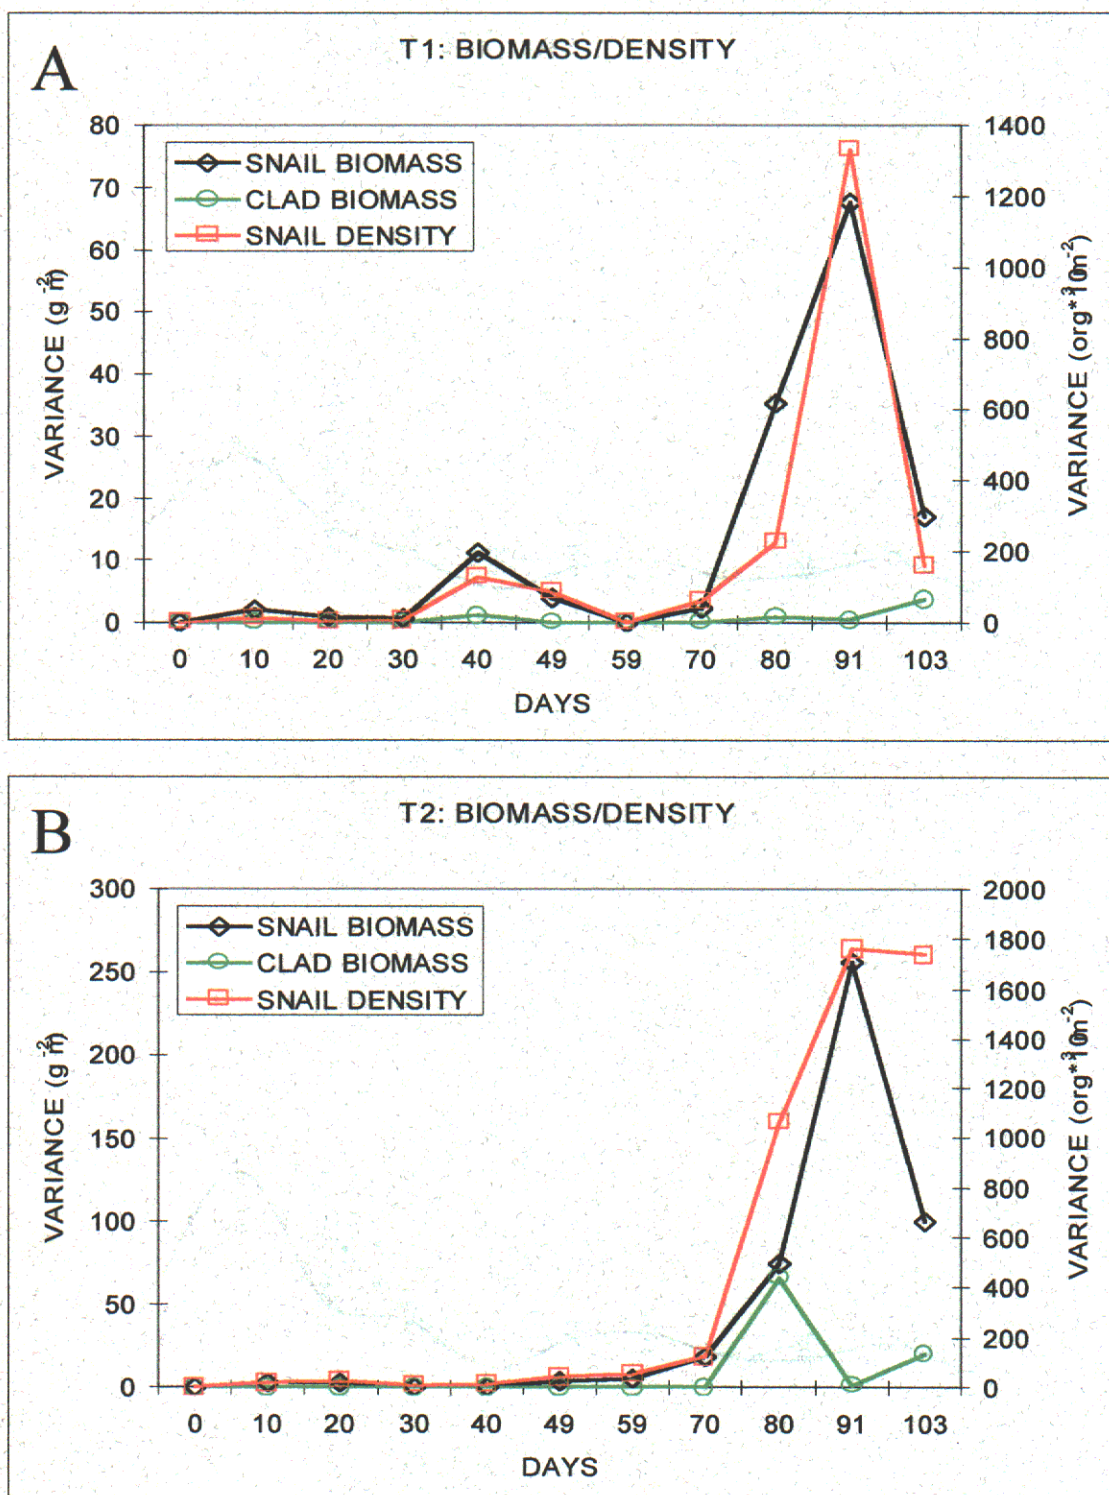 A
T1: BIOMASS/DENSITY
80
70
60
50
40
30
20
10
0
VARIANCE (g m-2)
SNAIL BIOMASS
CLAD BIOMASS
SNAIL DENSITY
1400
1200
1000
800
600
400
200
0
VARIANCE (org*103m-2)
0 10 20 30 40 49 59 70 80 91 103
DAYS
B
T2: BIOMASS/DENSITY
300
250
200
150
100
50
0
VARIANCE (g m-2)
SNAIL BIOMASS
CLAD BIOMASS
SNAIL DENSITY
2000
1800
1600
1400
1200
1000
800
600
400
200
0
VARIANCE (org*103m-2)
0 10 20 30 40 49 59 70 80 91 103
DAYS